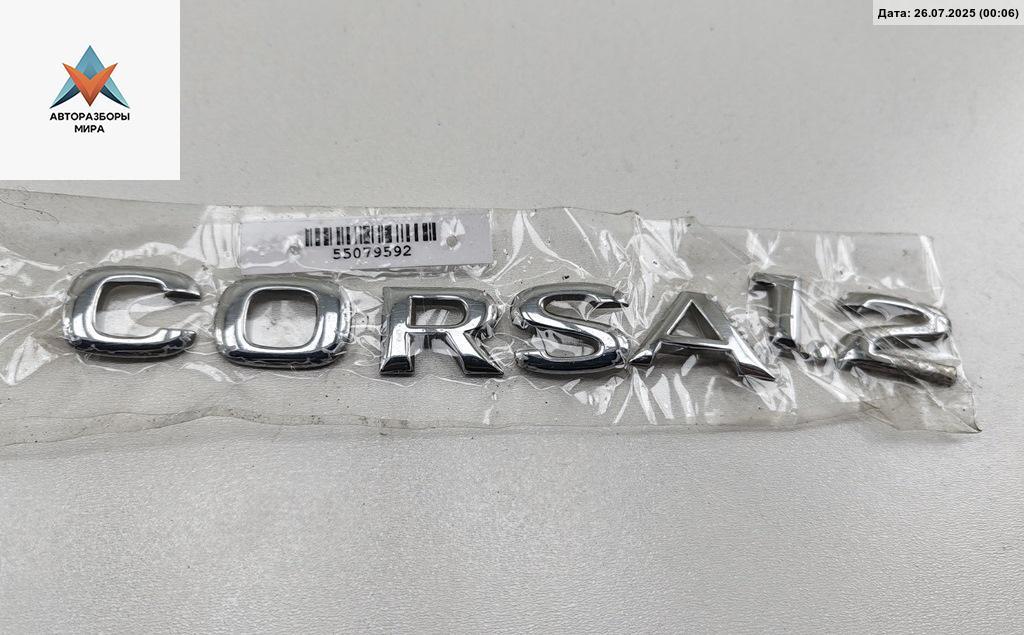 Дата: 26.07.2025 (00:06)
АВТОРАЗБОРЫ
МИРА
55079592
CORSA 1.2